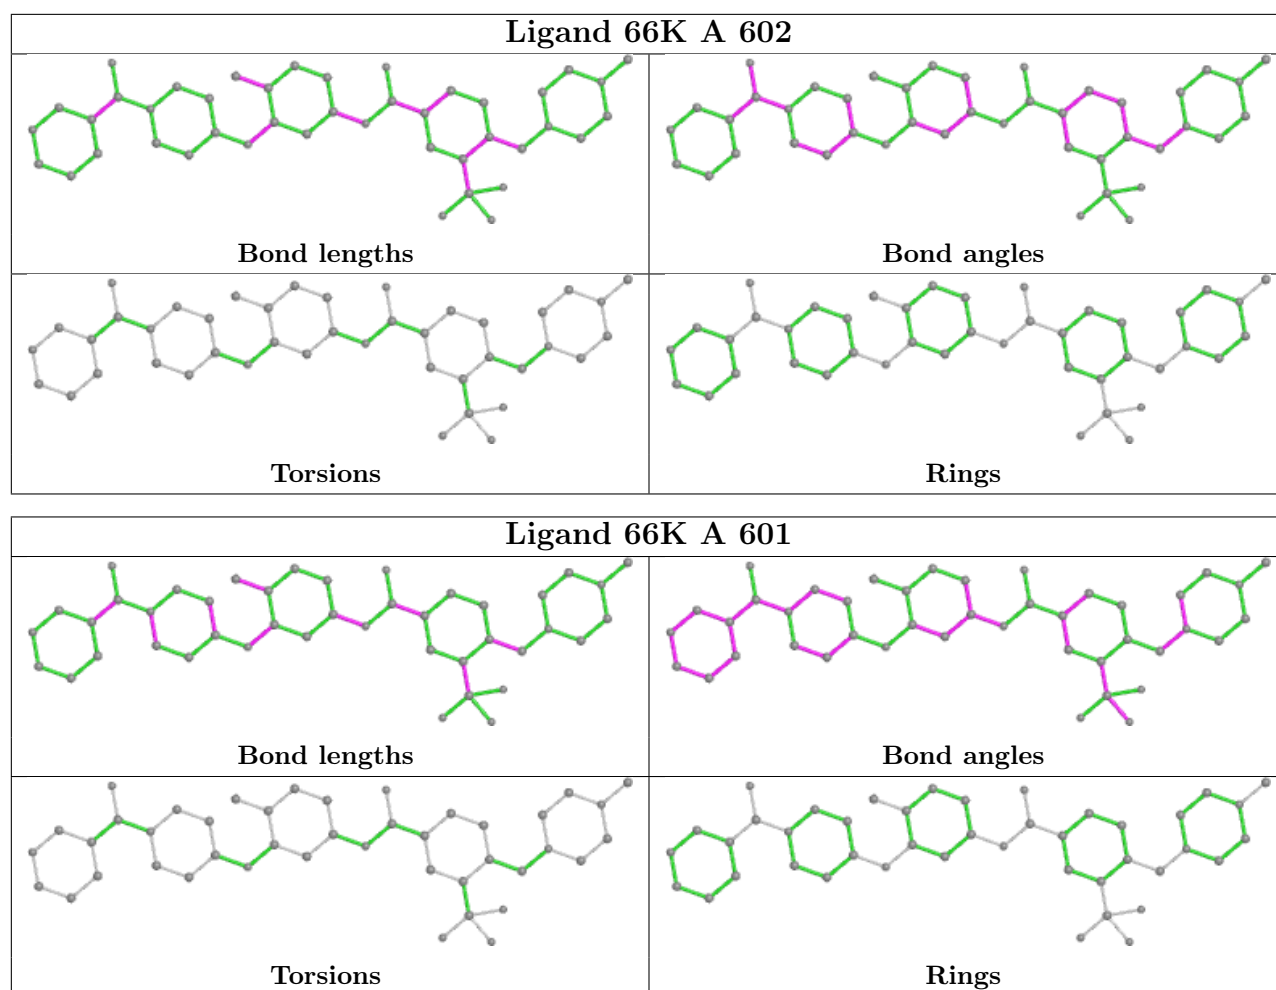 Ligand 66K A 602
Bond lengths
Bond angles
Torsions
Rings
Ligand 66K A 601
Bond lengths
Bond angles
Torsions
Rings